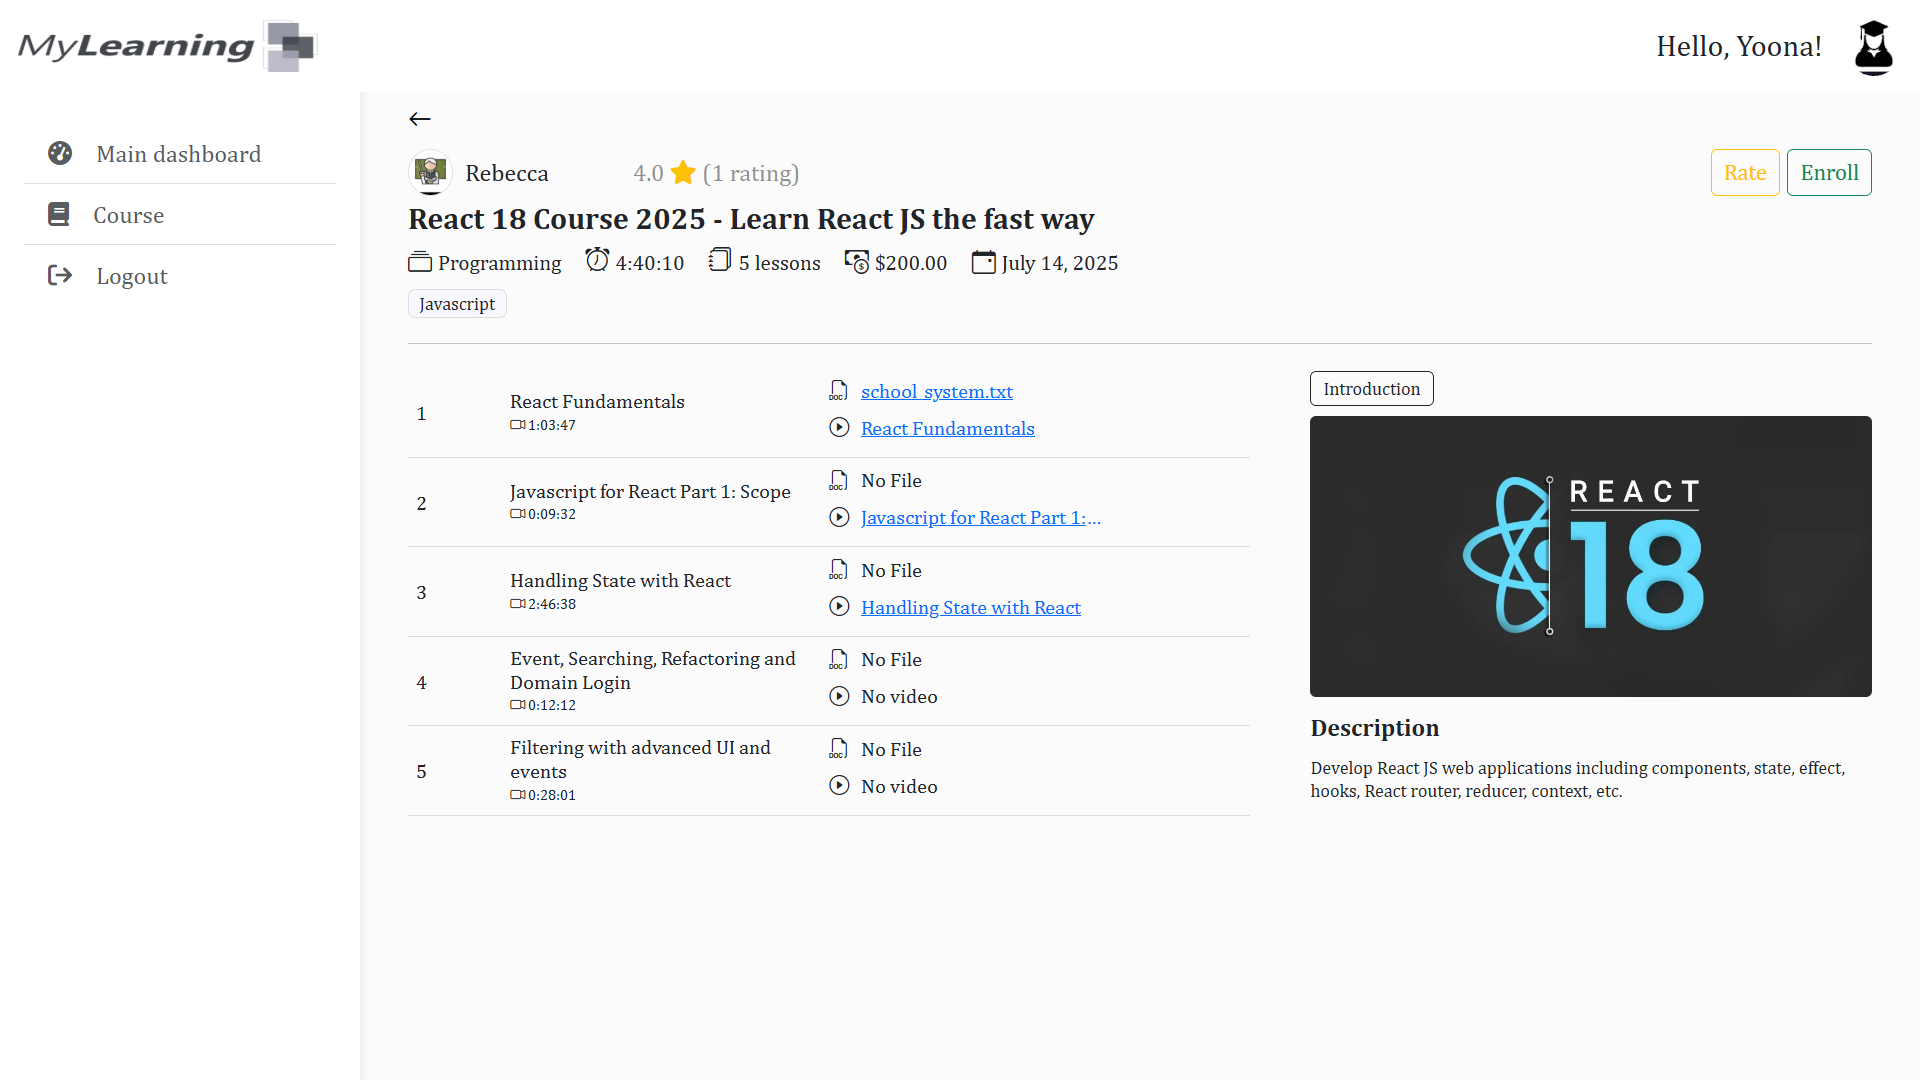 MyLearning
Hello, Yoona!
Main dashboard
Course
Logout
Rebecca
4.0 (1 rating)
Rate
Enroll
React 18 Course 2025 - Learn React JS the fast way
Programming 4:40:10 5 lessons $200.00 July 14, 2025
Javascript
1
React Fundamentals
1:03:47
DOC school_system.txt
React Fundamentals
2
Javascript for React Part 1: Scope
0:09:32
DOC No File
Javascript for React Part 1:...
3
Handling State with React
2:46:38
DOC No File
Handling State with React
4
Event, Searching, Refactoring and
Domain Login
0:12:12
DOC No File
No video
5
Filtering with advanced UI and
events
0:28:01
DOC No File
No video
Introduction
REACT
18
Description
Develop React JS web applications including components, state, effect,
hooks, React router, reducer, context, etc.